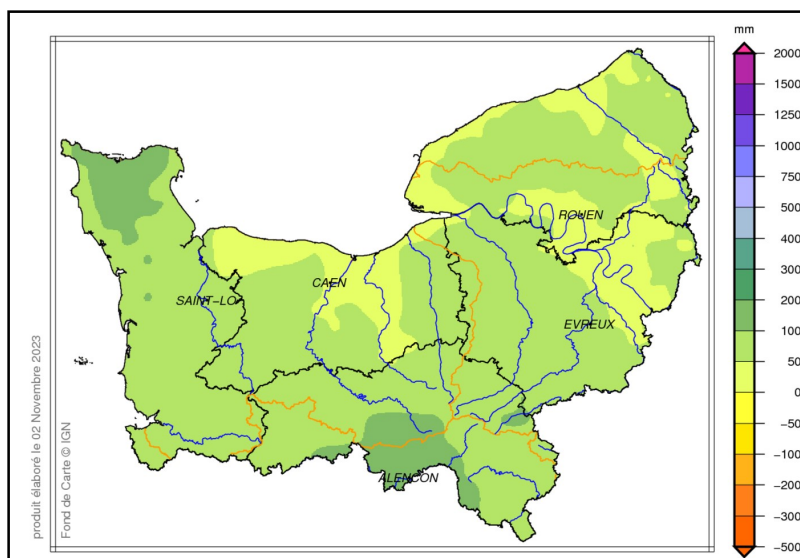 mm
2000
1500
1250
1000
750
500
400
300
200
100
50
0
-50
-100
-200
-300
-500
ROUEN
CAEN
SAINT-LO
EVREUX
ALENCON
produit élaboré le 02 Novembre 2023
Fond de Carte © IGN